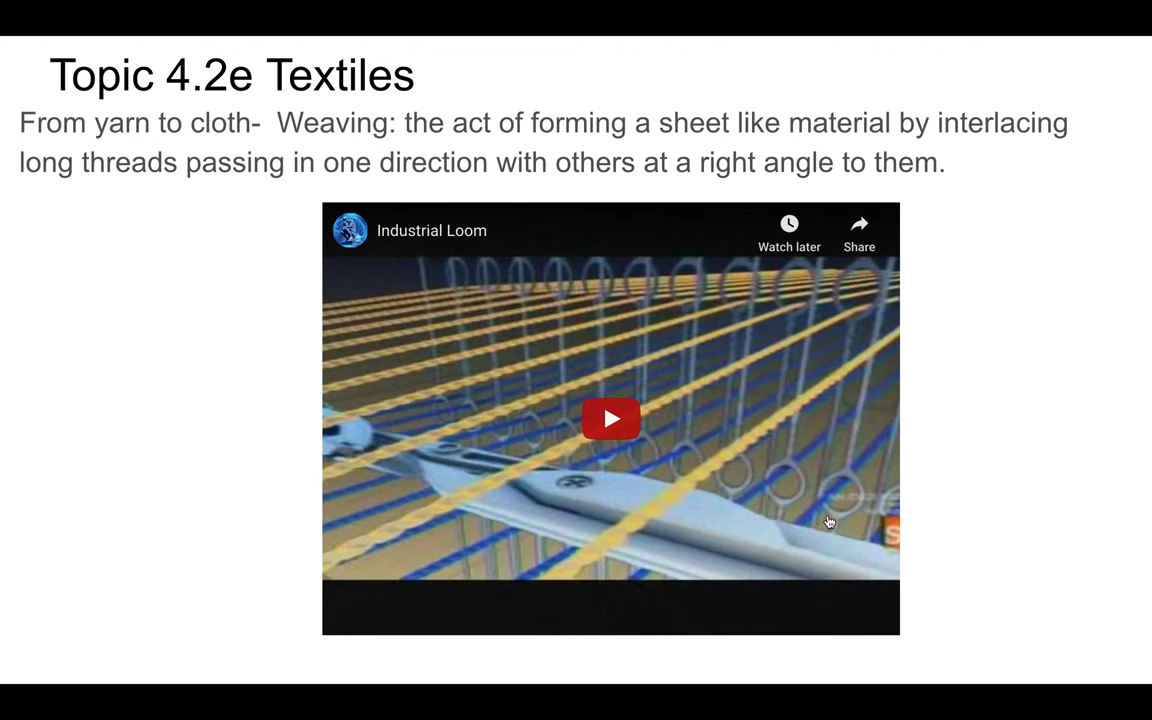 Topic 4.2e Textiles
From yarn to cloth-  Weaving: the act of forming a sheet like material by interlacing
long threads passing in one direction with others at a right angle to them.
Industrial Loom
Watch later
Share
S